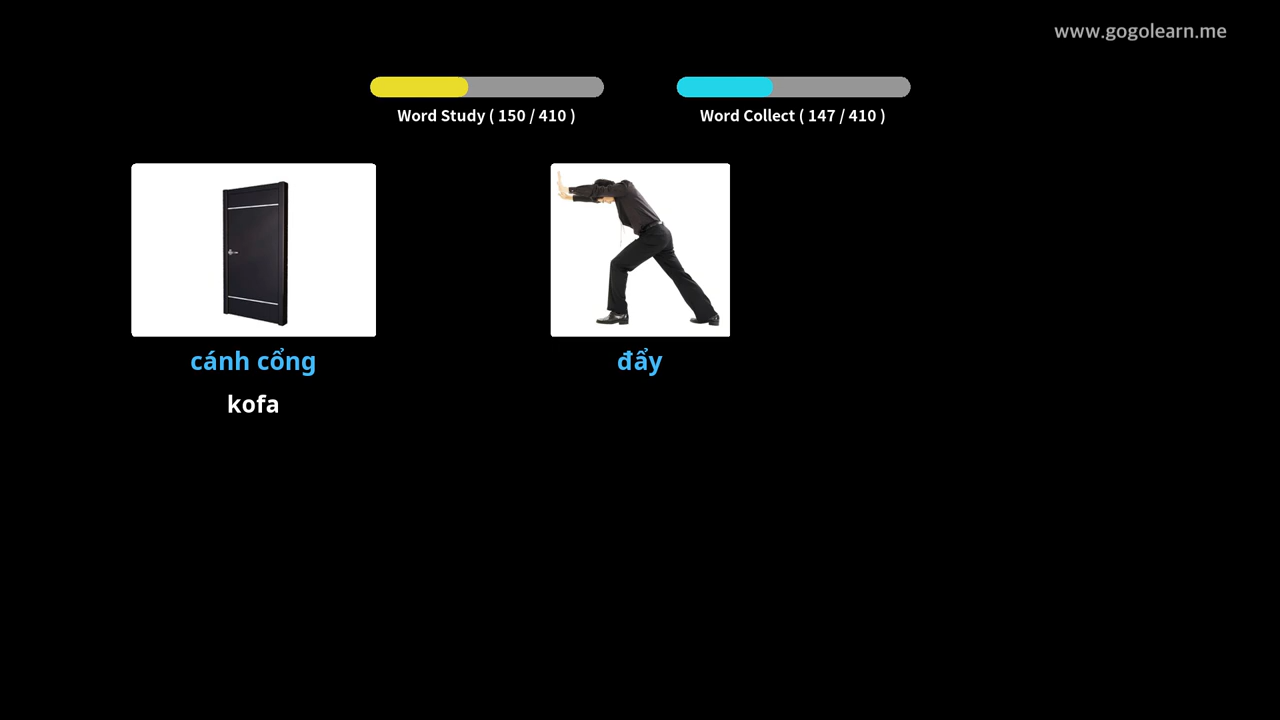 www.gogolearn.me
Word Study ( 150 / 410 )
Word Collect ( 147 / 410 )
cánh cổng
đẩy
kofa